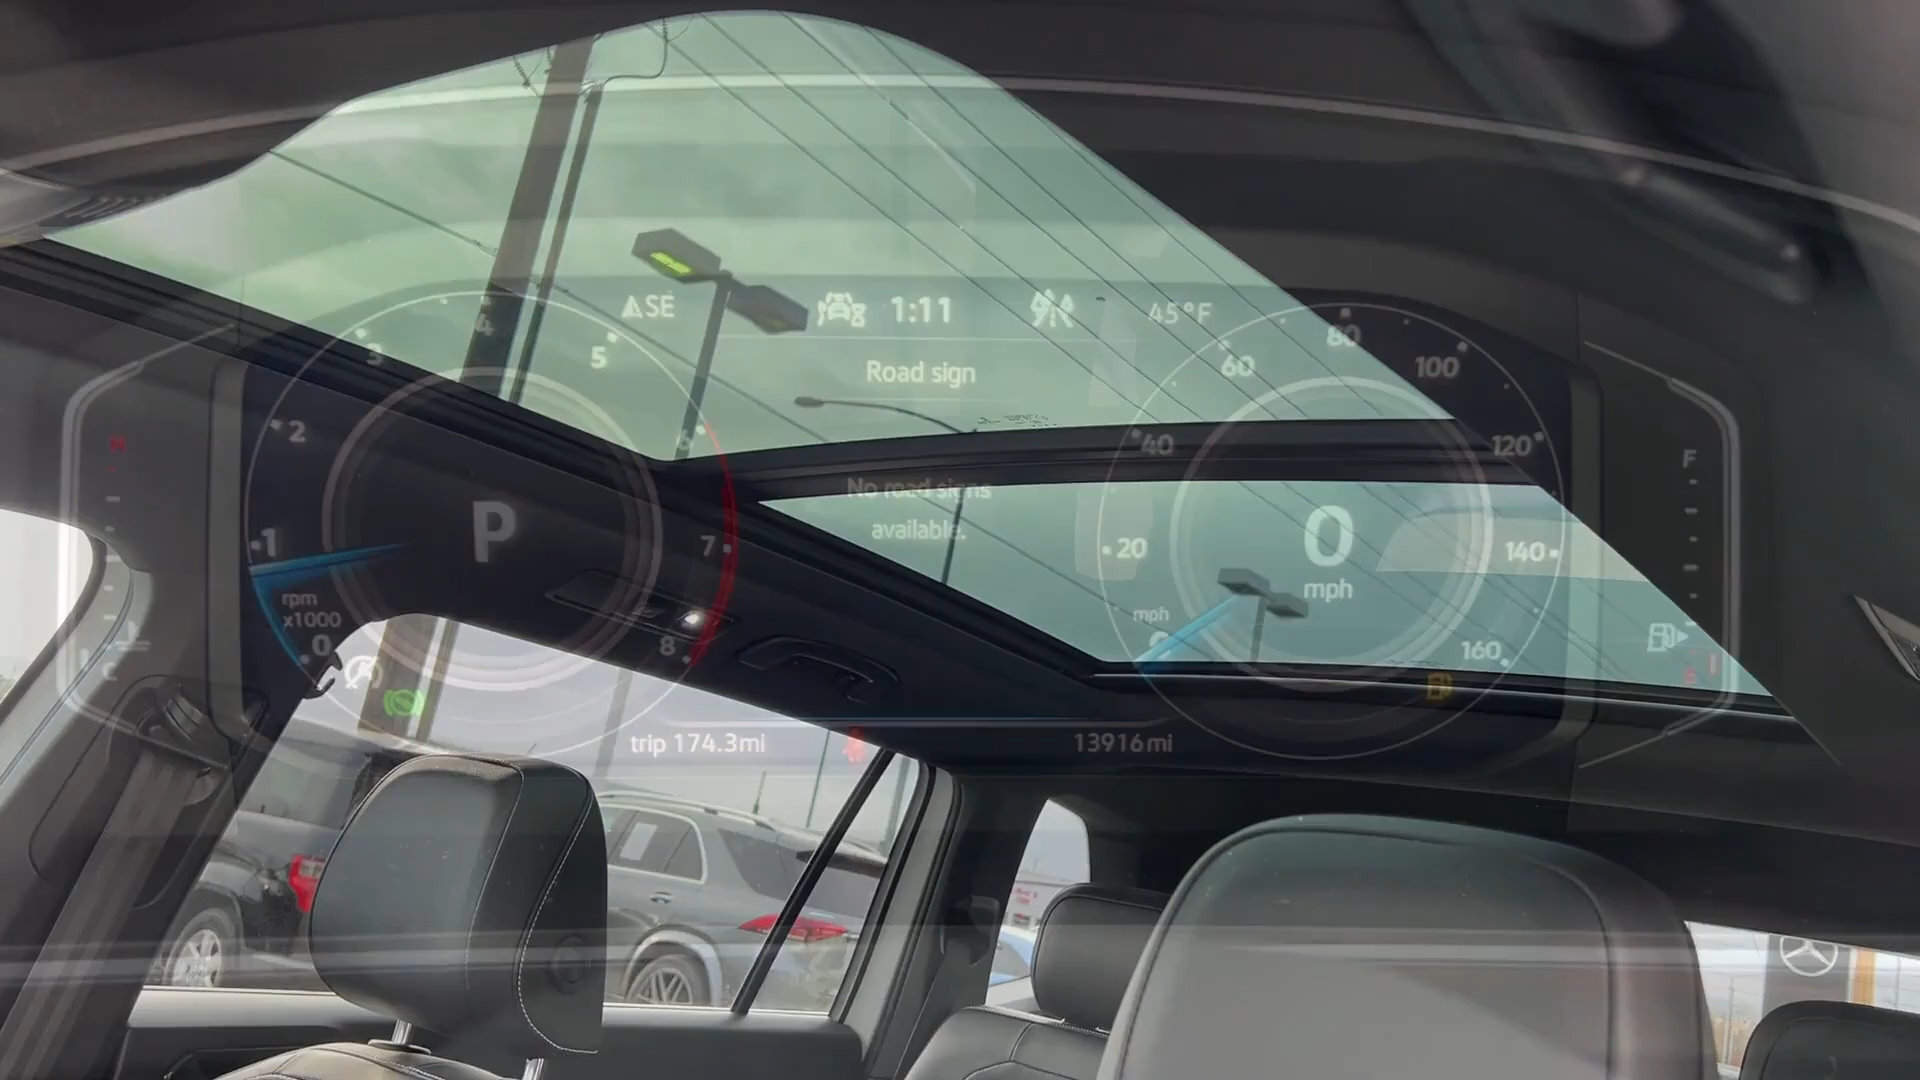 SE
1:11
45°F
Road sign
No road signs
available.
1
2
3
4
5
6
7
8
0
rpm
x1000
P
H
C
20
40
60
80
100
120
140
160
0
mph
mph
F
trip 174.3mi
13916mi